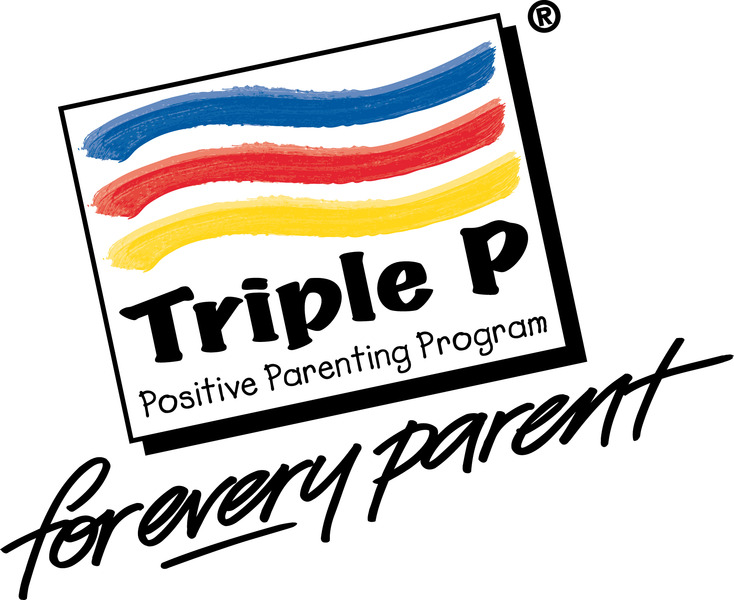 ®
Triple P
Positive Parenting Program
for every parent